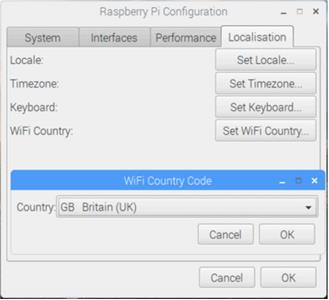 Raspberry Pi Configuration
System Interfaces Performance Localisation
Locale: Set Locale...
Timezone: Set Timezone...
Keyboard: Set Keyboard...
WiFi Country: Set WiFi Country...
WiFi Country Code
Country: GB Britain (UK)
Cancel OK
Cancel OK